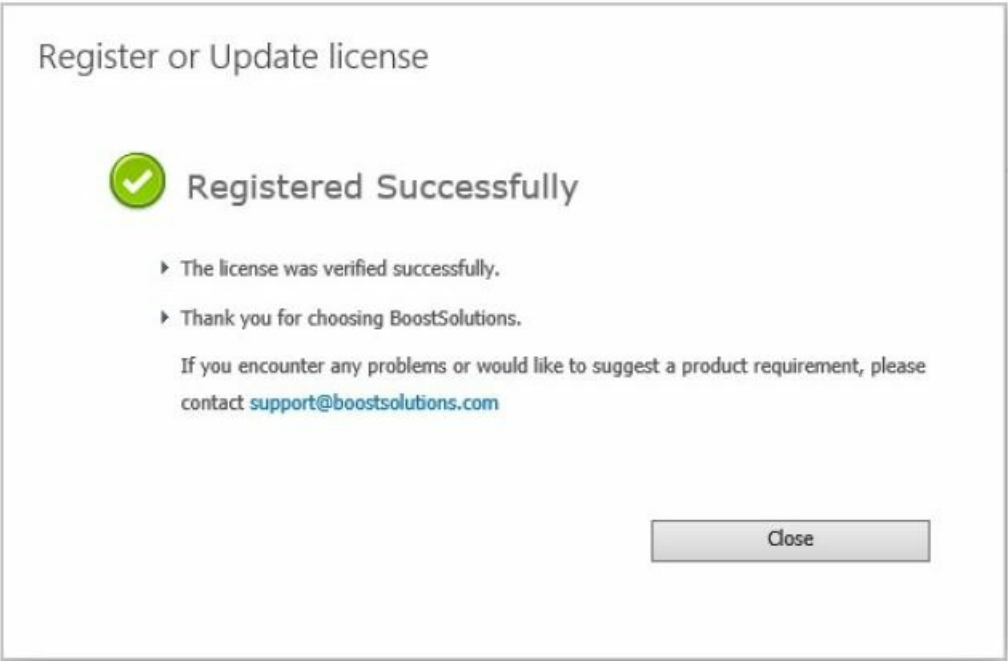 Register or Update license
Registered Successfully
The license was verified successfully.
Thank you for choosing BoostSolutions.
If you encounter any problems or would like to suggest a product requirement, please
contact support@boostsolutions.com
Close